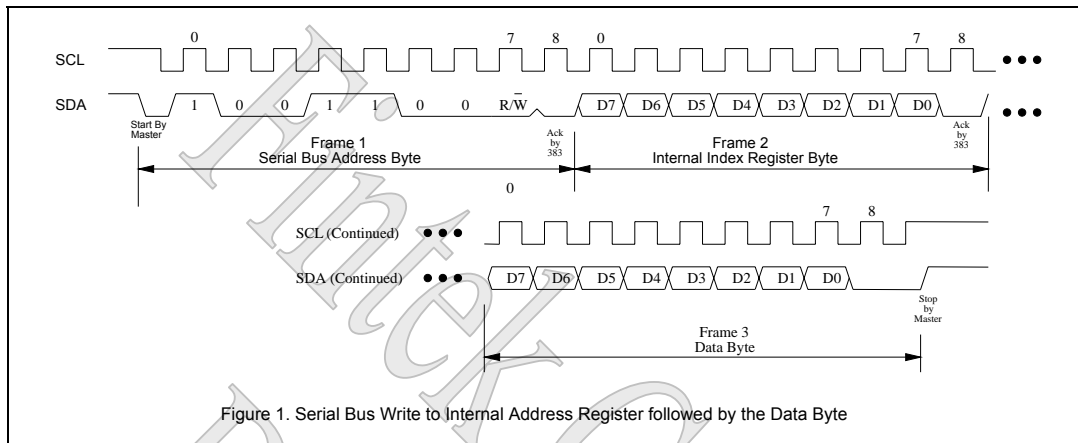 0 7 8 0 7 8
SCL
SDA 1 0 0 1 1 0 0 R/W̅ D7 D6 D5 D4 D3 D2 D1 D0
Start By
Master
Ack
by
383
Ack
by
383
Frame 1
Serial Bus Address Byte
Frame 2
Internal Index Register Byte
0 7 8
SCL (Continued)
SDA (Continued) D7 D6 D5 D4 D3 D2 D1 D0
Stop
by
Master
Frame 3
Data Byte
Figure 1. Serial Bus Write to Internal Address Register followed by the Data Byte
Fintek